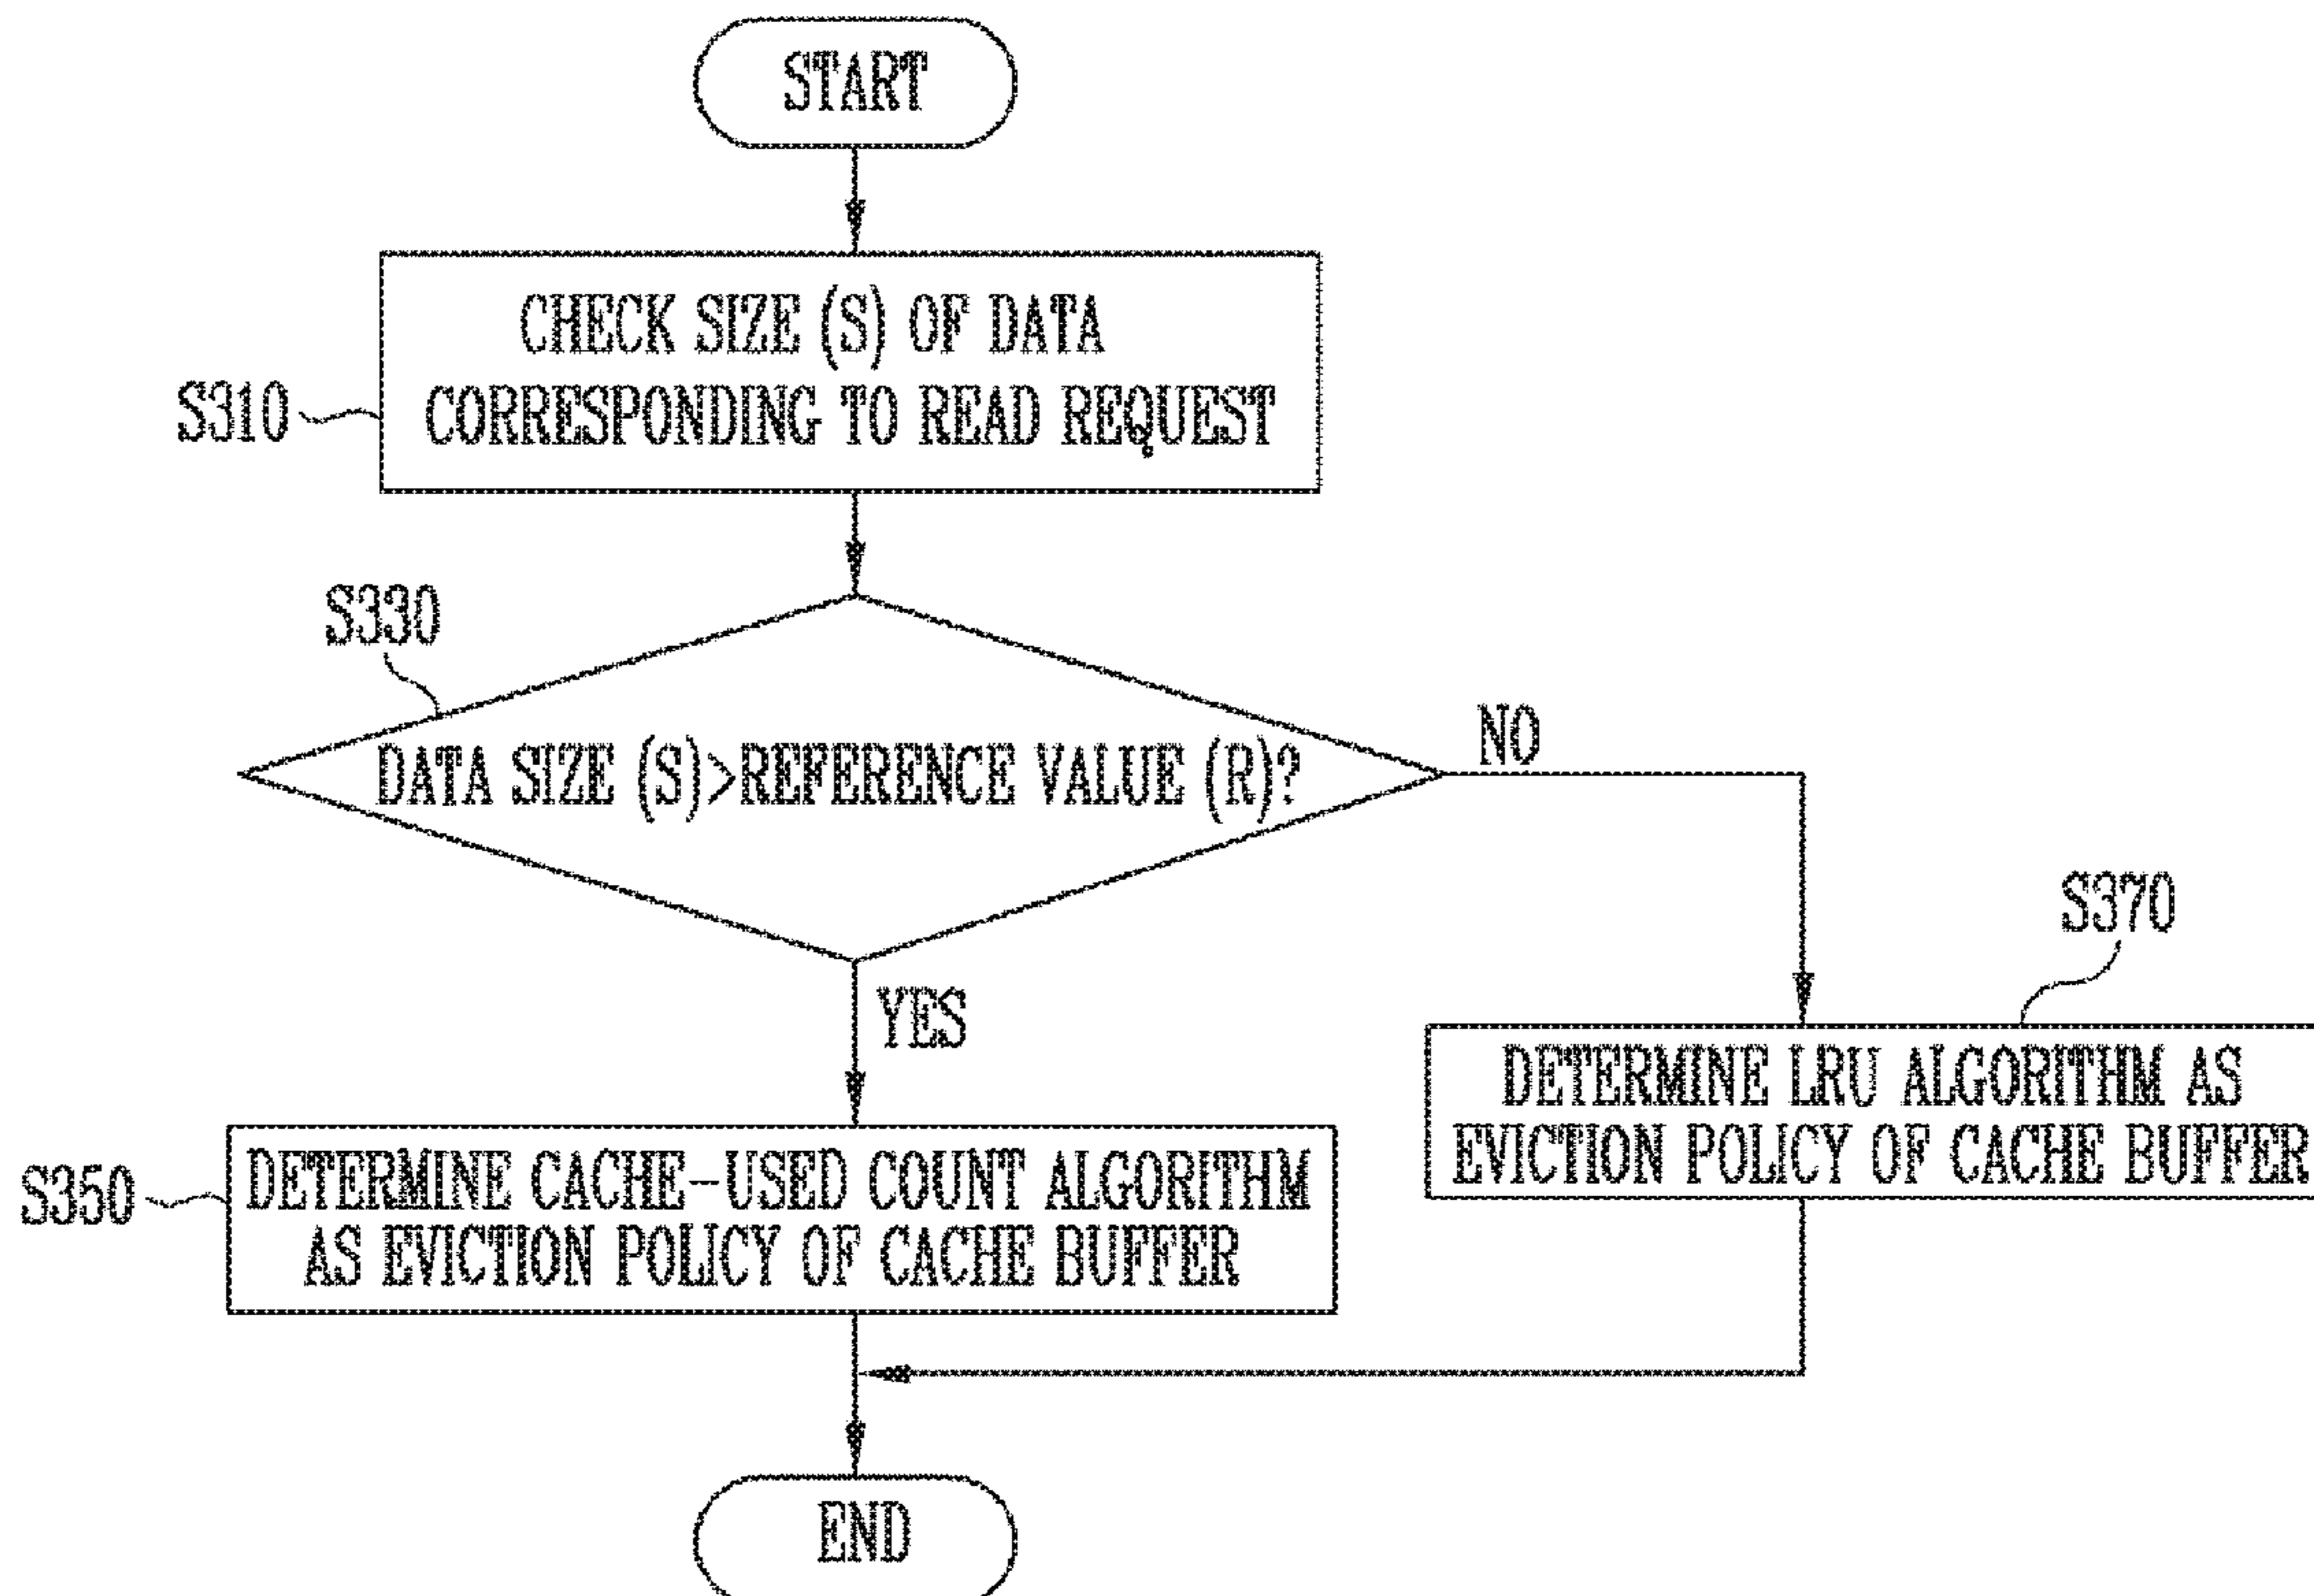 START
CHECK SIZE (S) OF DATA
CORRESPONDING TO READ REQUEST
S310
S330
DATA SIZE (S)>REFERENCE VALUE (R)?
NO
YES
S370
DETERMINE LRU ALGORITHM AS
EVICTION POLICY OF CACHE BUFFER
S350
DETERMINE CACHE-USED COUNT ALGORITHM
AS EVICTION POLICY OF CACHE BUFFER
END